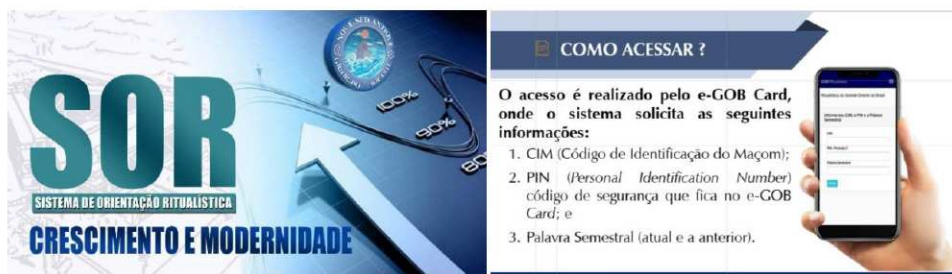 100%
90%
80
SOR
SISTEMA DE ORIENTAÇÃO RITUALÍSTICA
CRESCIMENTO E MODERNIDADE
COMO ACESSAR ?
O acesso é realizado pelo e-GOB Card,
onde o sistema solicita as seguintes
informações:
1. CIM (Código de Identificação do Maçom);
2. PIN (Personal Identification Number)
código de segurança que fica no e-GOB
Card; e
3. Palavra Semestral (atual e a anterior).